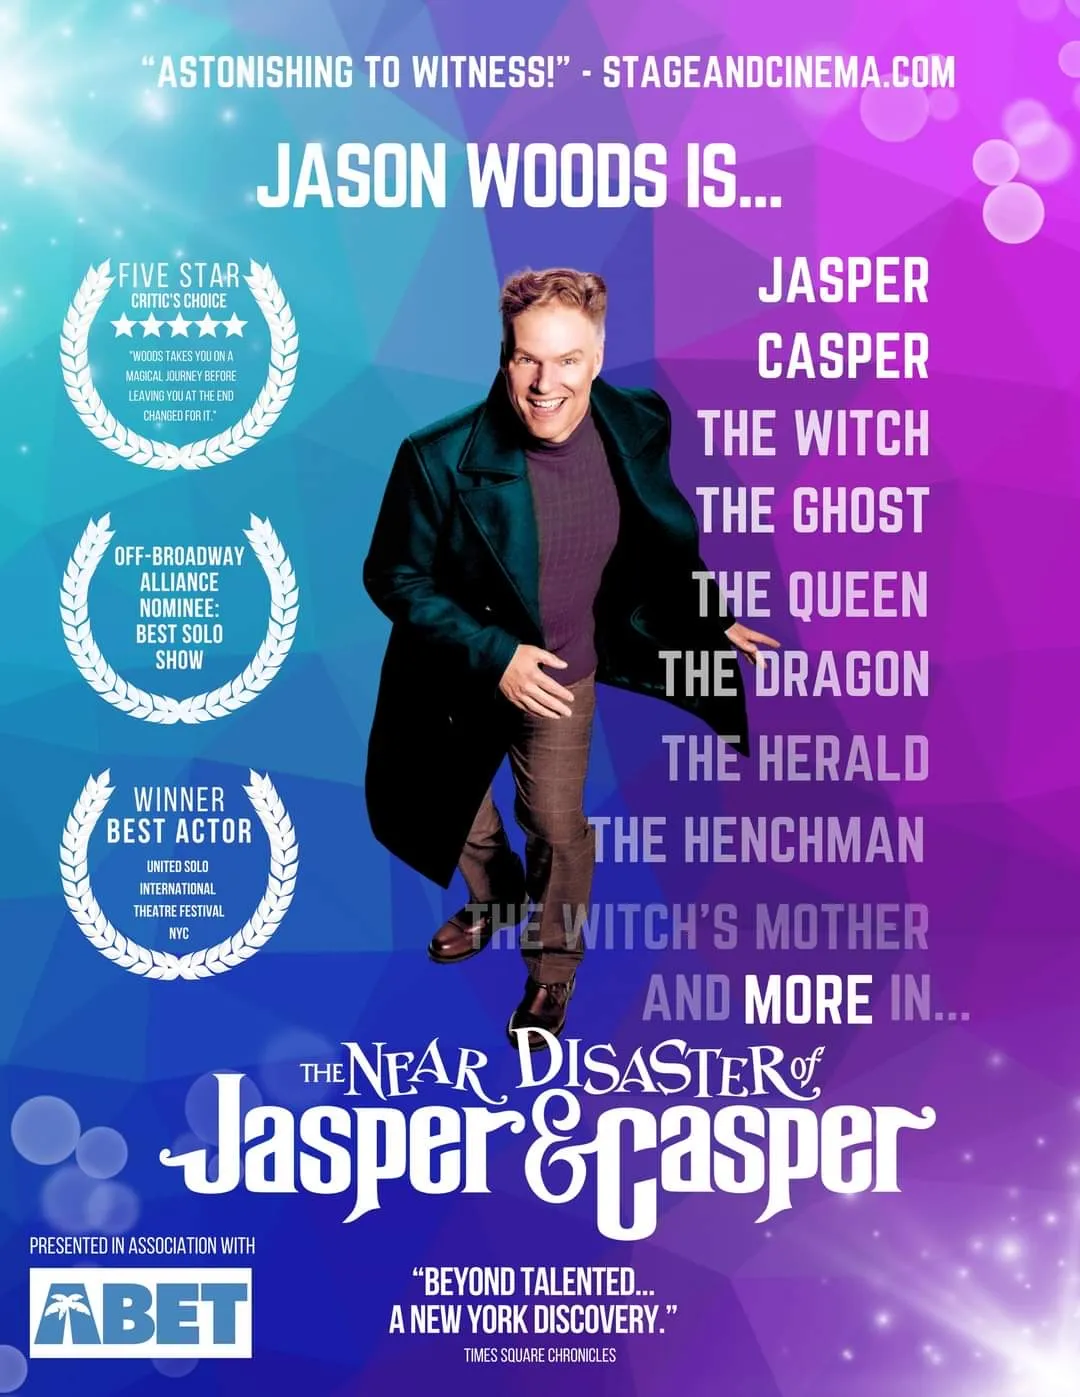 “ASTONISHING TO WITNESS!” - STAGEANDCINEMA.COM
JASON WOODS IS...
FIVE STAR
CRITIC'S CHOICE
"WOODS TAKES YOU ON A
MAGICAL JOURNEY BEFORE
LEAVING YOU AT THE END
CHANGED FOR IT."
OFF-BROADWAY
ALLIANCE
NOMINEE:
BEST SOLO
SHOW
WINNER
BEST ACTOR
UNITED SOLO
INTERNATIONAL
THEATRE FESTIVAL
NYC
JASPER
CASPER
THE WITCH
THE GHOST
THE QUEEN
THE DRAGON
THE HERALD
THE HENCHMAN
THE WITCH’S MOTHER
AND MORE IN...
THE NEAR DISASTER of
Jasper & Casper
PRESENTED IN ASSOCIATION WITH
ABET
“BEYOND TALENTED...
A NEW YORK DISCOVERY.”
TIMES SQUARE CHRONICLES